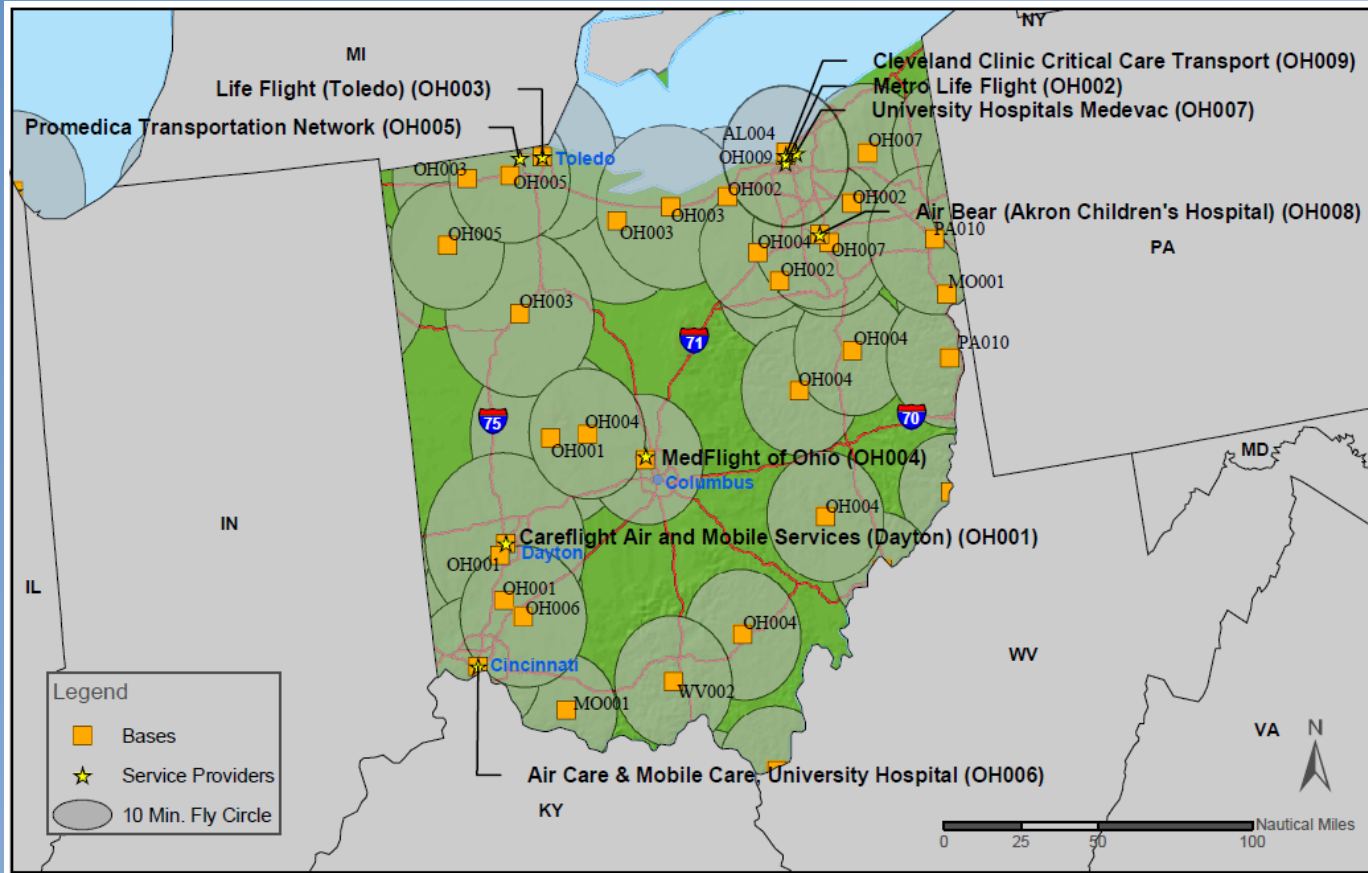 NY
MI
Cleveland Clinic Critical Care Transport (OH009)
Life Flight (Toledo) (OH003)
Metro Life Flight (OH002)
University Hospitals Medevac (OH007)
Promedica Transportation Network (OH005)
AL004
OH007
OH009
Toledo
OH003
OH005
OH002
OH002
OH003
Air Bear (Akron Children's Hospital) (OH008)
OH003
PA010
OH005
OH004
OH007
PA
OH002
MO001
OH003
71
OH004
PA010
OH004
75
OH004
70
OH001
MedFlight of Ohio (OH004)
MD
Columbus
OH004
IN
Careflight Air and Mobile Services (Dayton) (OH001)
Dayton
OH001
IL
OH001
OH006
OH004
WV
Cincinnati
WV002
MO001
VA
N
Legend
Bases
Service Providers
10 Min. Fly Circle
Air Care & Mobile Care, University Hospital (OH006)
KY
Nautical Miles
0 25 50 100